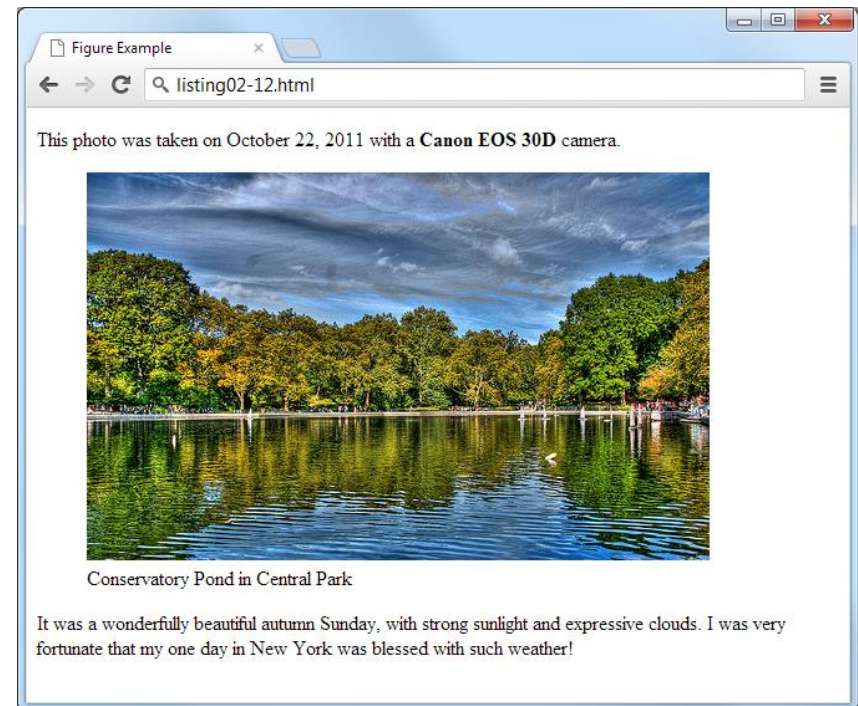 Figure Example
listing02-12.html
This photo was taken on October 22, 2011 with a Canon EOS 30D camera.
Conservatory Pond in Central Park
It was a wonderfully beautiful autumn Sunday, with strong sunlight and expressive clouds. I was very
fortunate that my one day in New York was blessed with such weather!